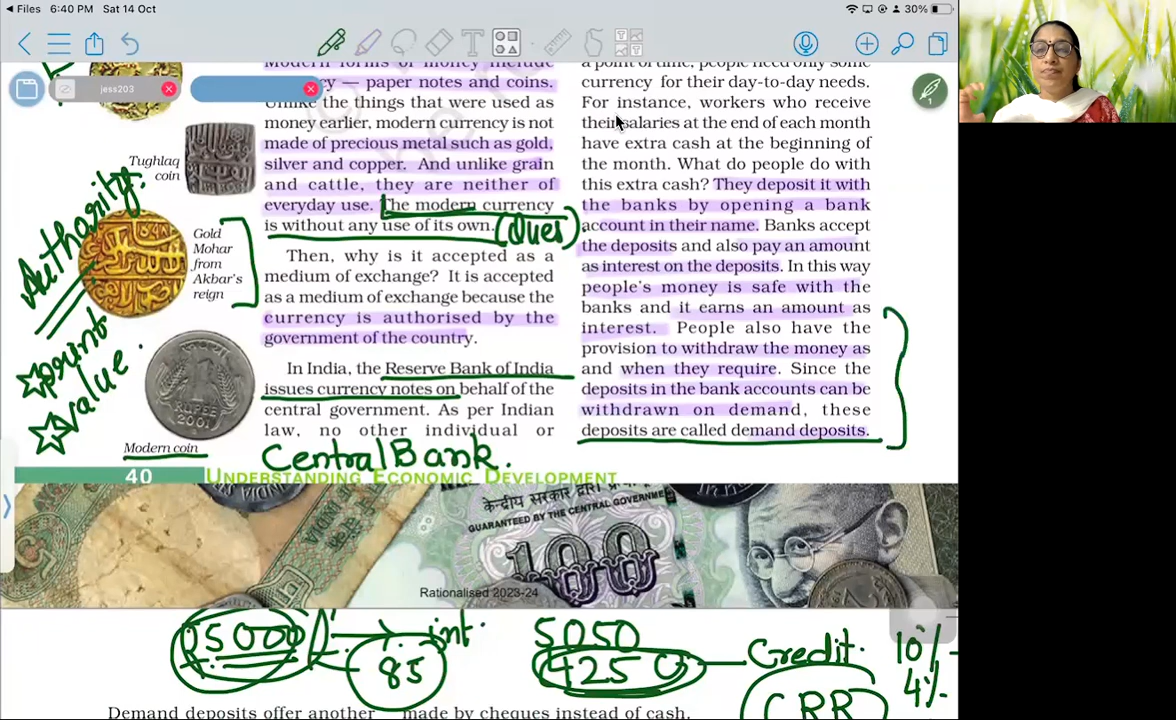 Files 6:40 PM Sat 14 Oct
30%
jess203
Modern forms of money include
cy — paper notes and coins.
Unlike the things that were used as
money earlier, modern currency is not
made of precious metal such as gold,
silver and copper. And unlike grain
and cattle, they are neither of
everyday use. The modern currency
is without any use of its own. (Ques)
Then, why is it accepted as a
medium of exchange? It is accepted
as a medium of exchange because the
currency is authorised by the
government of the country.
In India, the Reserve Bank of India
issues currency notes on behalf of the
central government. As per Indian
law, no other individual or
Central Bank.
Tughlaq
coin
Authority.
Gold
Mohar
from
Akbar's
reign
print
value.
1
RUPEE
2001
Modern coin
a point of time, people need only some
currency for their day-to-day needs.
For instance, workers who receive
their salaries at the end of each month
have extra cash at the beginning of
the month. What do people do with
this extra cash? They deposit it with
the banks by opening a bank
account in their name. Banks accept
the deposits and also pay an amount
as interest on the deposits. In this way
people's money is safe with the
banks and it earns an amount as
interest. People also have the
provision to withdraw the money as
and when they require. Since the
deposits in the bank accounts can be
withdrawn on demand, these
deposits are called demand deposits.
1
40 UNDERSTANDING ECONOMIC DEVELOPMENT
केन्द्रीय सरकार द्वारा
GUARANTEED BY THE CENTRAL GOVERNME
100
INDIA
Rationalised 2023-24
5000 int. 5050
85 4250 Credit. 10%
CRR 4%
Demand deposits offer another
made by cheques instead of cash.